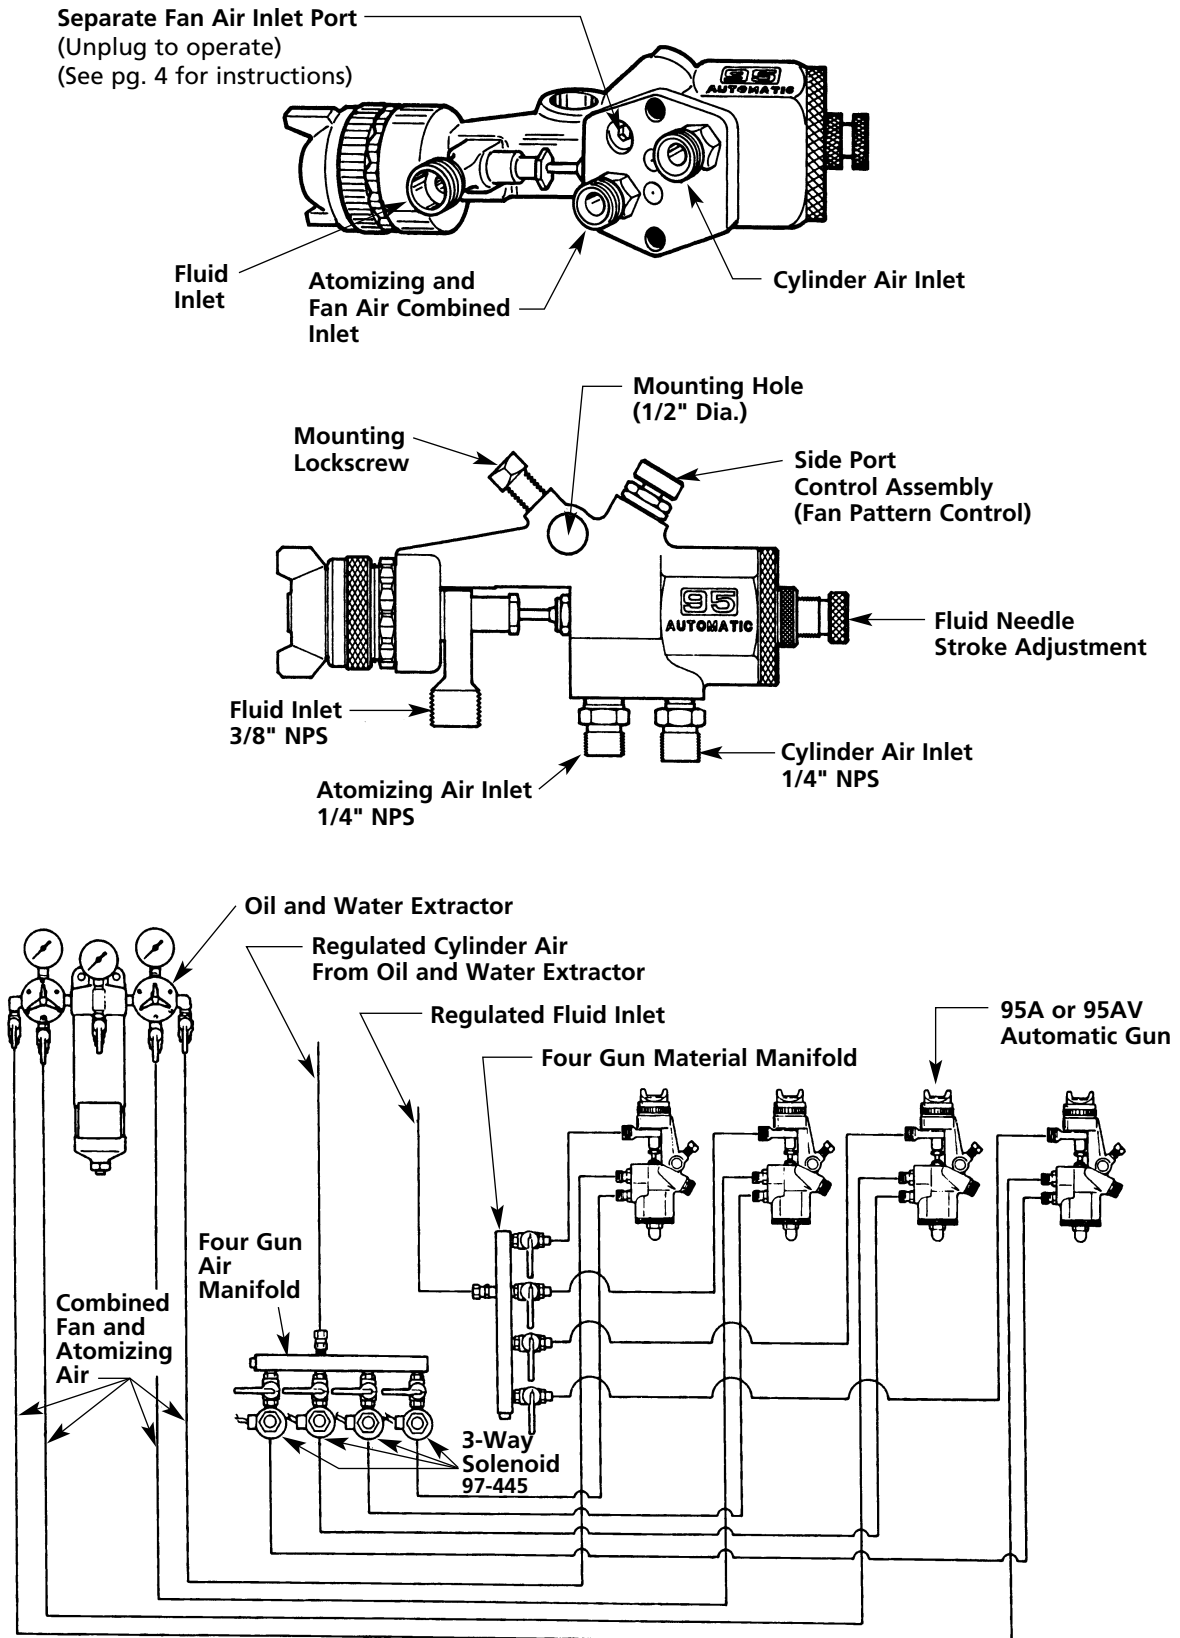 Separate Fan Air Inlet Port
(Unplug to operate)
(See pg. 4 for instructions)
95
AUTOMATIC
Fluid
Inlet
Atomizing and
Fan Air Combined
Inlet
Cylinder Air Inlet
Mounting Hole
(1/2" Dia.)
Mounting
Lockscrew
Side Port
Control Assembly
(Fan Pattern Control)
95
AUTOMATIC
Fluid Needle
Stroke Adjustment
Fluid Inlet
3/8" NPS
Cylinder Air Inlet
1/4" NPS
Atomizing Air Inlet
1/4" NPS
Oil and Water Extractor
Regulated Cylinder Air
From Oil and Water Extractor
Regulated Fluid Inlet
95A or 95AV
Automatic Gun
Four Gun Material Manifold
Four Gun
Air
Manifold
Combined
Fan and
Atomizing
Air
3-Way
Solenoid
97-445